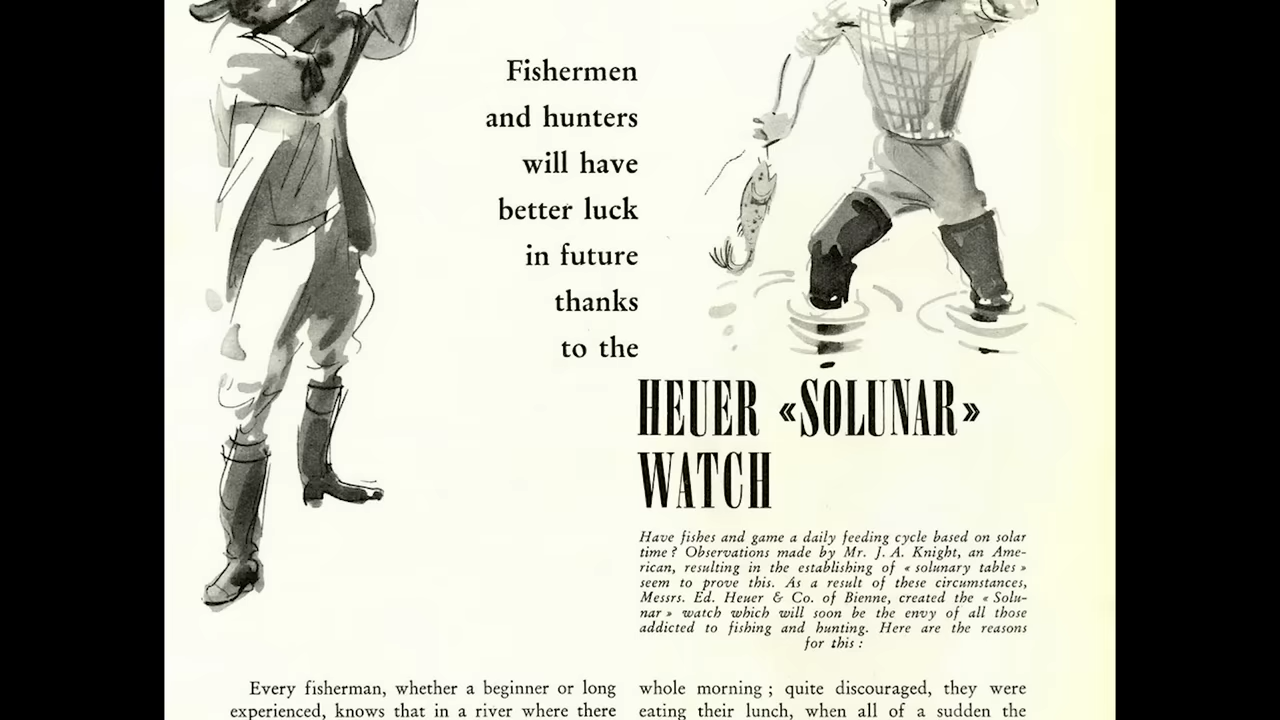 Fishermen
and hunters
will have
better luck
in future
thanks
to the
HEUER «SOLUNAR»
WATCH
Have fishes and game a daily feeding cycle based on solar
time ? Observations made by Mr. J. A. Knight, an Ame-
rican, resulting in the establishing of « solunary tables »
seem to prove this. As a result of these circumstances,
Messrs. Ed. Heuer & Co. of Bienne, created the « Solu-
nar » watch which will soon be the envy of all those
addicted to fishing and hunting. Here are the reasons
for this :
Every fisherman, whether a beginner or long
experienced, knows that in a river where there
whole morning ; quite discouraged, they were
eating their lunch, when all of a sudden the